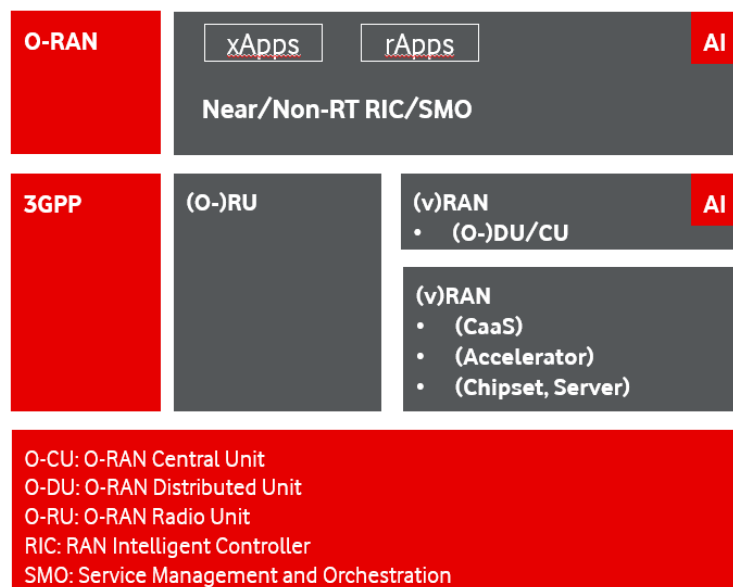 O-RAN
xApps
rApps
AI
Near/Non-RT RIC/SMO
3GPP
(O-)RU
(v)RAN
AI
• (O-)DU/CU
(v)RAN
• (CaaS)
• (Accelerator)
• (Chipset, Server)
O-CU: O-RAN Central Unit
O-DU: O-RAN Distributed Unit
O-RU: O-RAN Radio Unit
RIC: RAN Intelligent Controller
SMO: Service Management and Orchestration